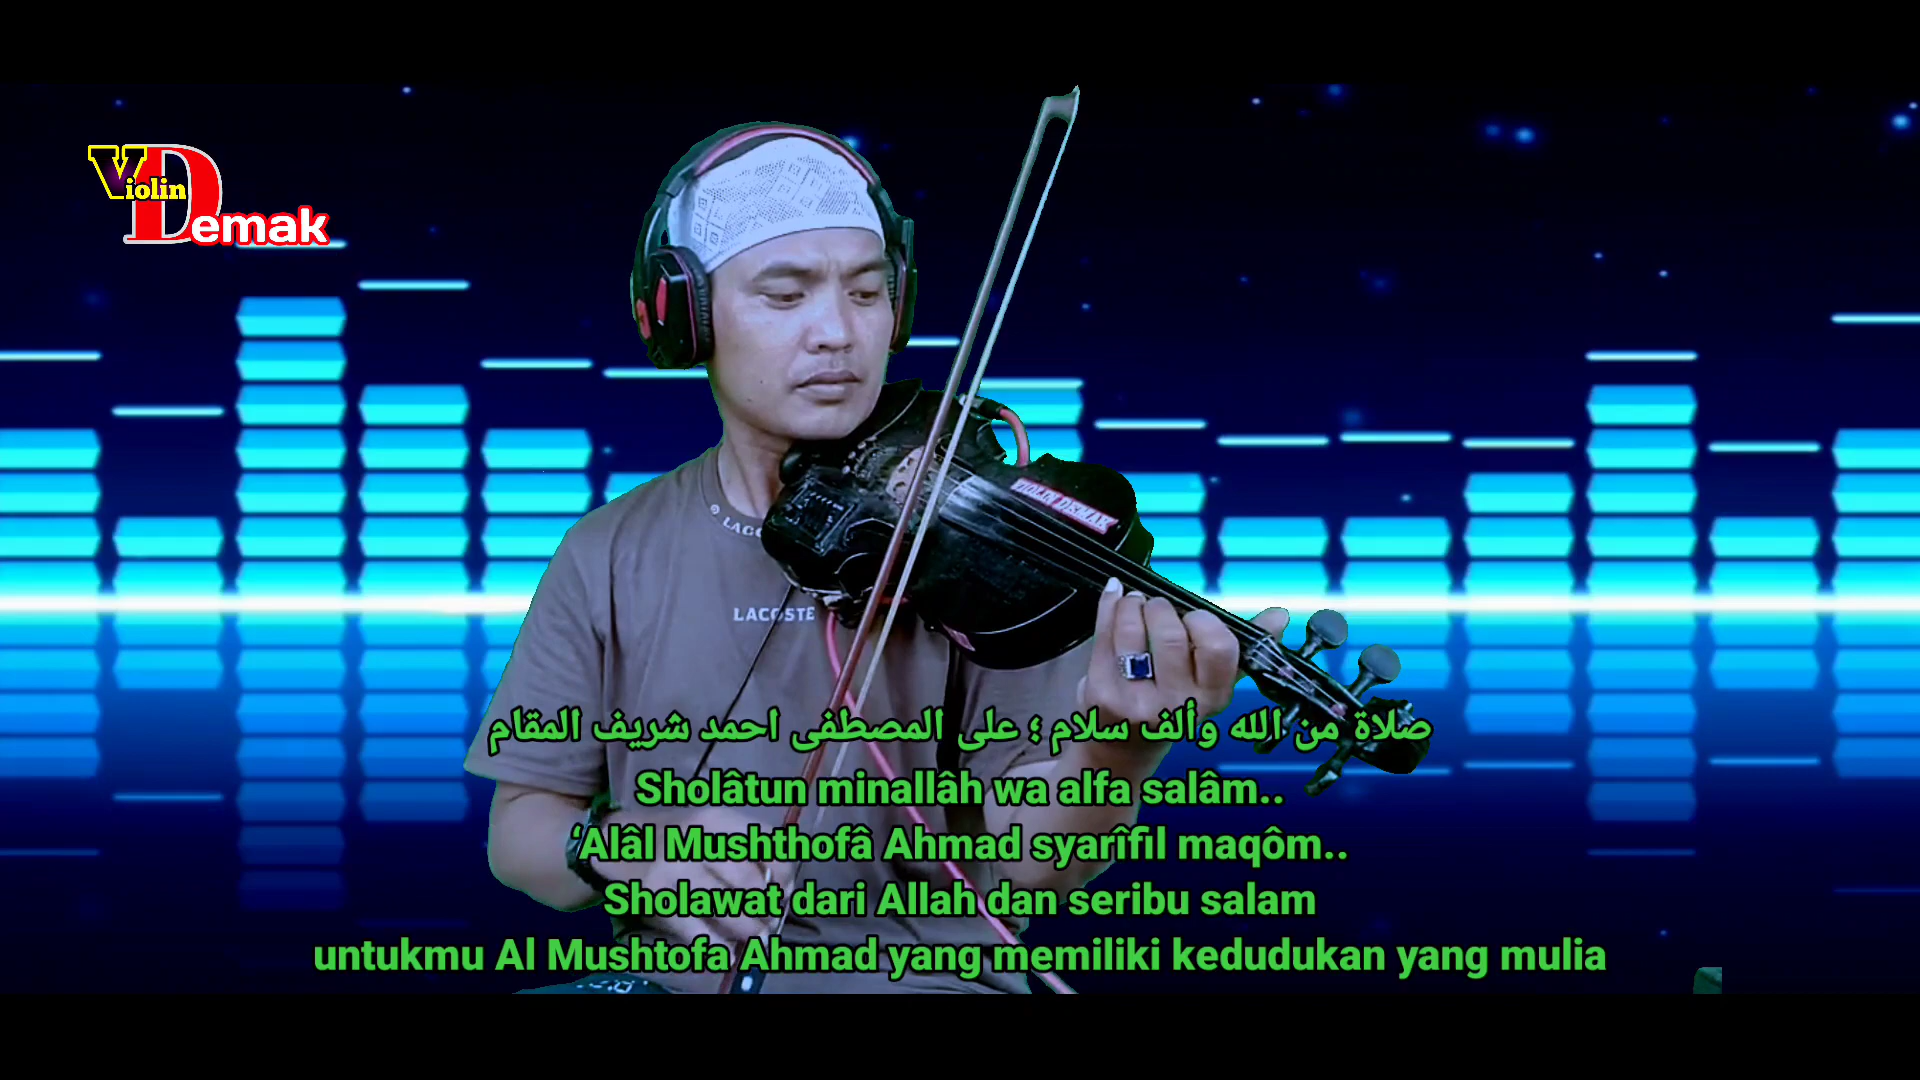 Violin
Demak
LACOSTE
VIOLIN DEMAK
صلاة من الله وألف سلام ؛ على المصطفى احمد شريف المقام
Sholâtun minallâh wa alfa salâm..
‘Alâl Mushthofâ Ahmad syarîfil maqôm..
Sholawat dari Allah dan seribu salam
untukmu Al Mushtofa Ahmad yang memiliki kedudukan yang mulia